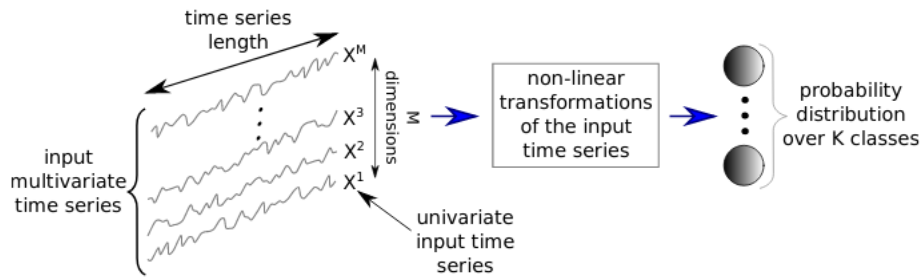 time series
length
X^M
X^3
X^2
X^1
dimensions
M
input
multivariate
time series
univariate
input time
series
non-linear
transformations
of the input
time series
probability
distribution
over K classes